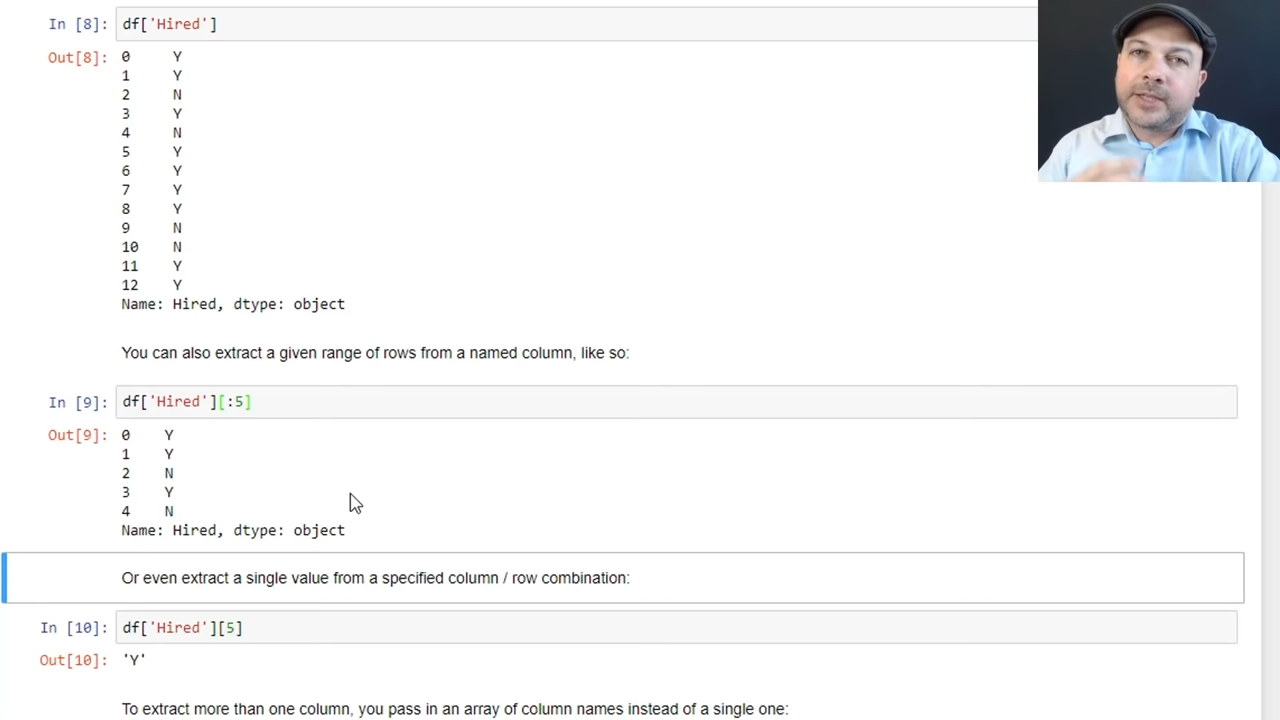 In [8]: df['Hired']
Out[8]: 0 Y
1 Y
2 N
3 Y
4 N
5 Y
6 Y
7 Y
8 Y
9 N
10 N
11 Y
12 Y
Name: Hired, dtype: object
You can also extract a given range of rows from a named column, like so:
In [9]: df['Hired'][:5]
Out[9]: 0 Y
1 Y
2 N
3 Y
4 N
Name: Hired, dtype: object
Or even extract a single value from a specified column / row combination:
In [10]: df['Hired'][5]
Out[10]: 'Y'
To extract more than one column, you pass in an array of column names instead of a single one: